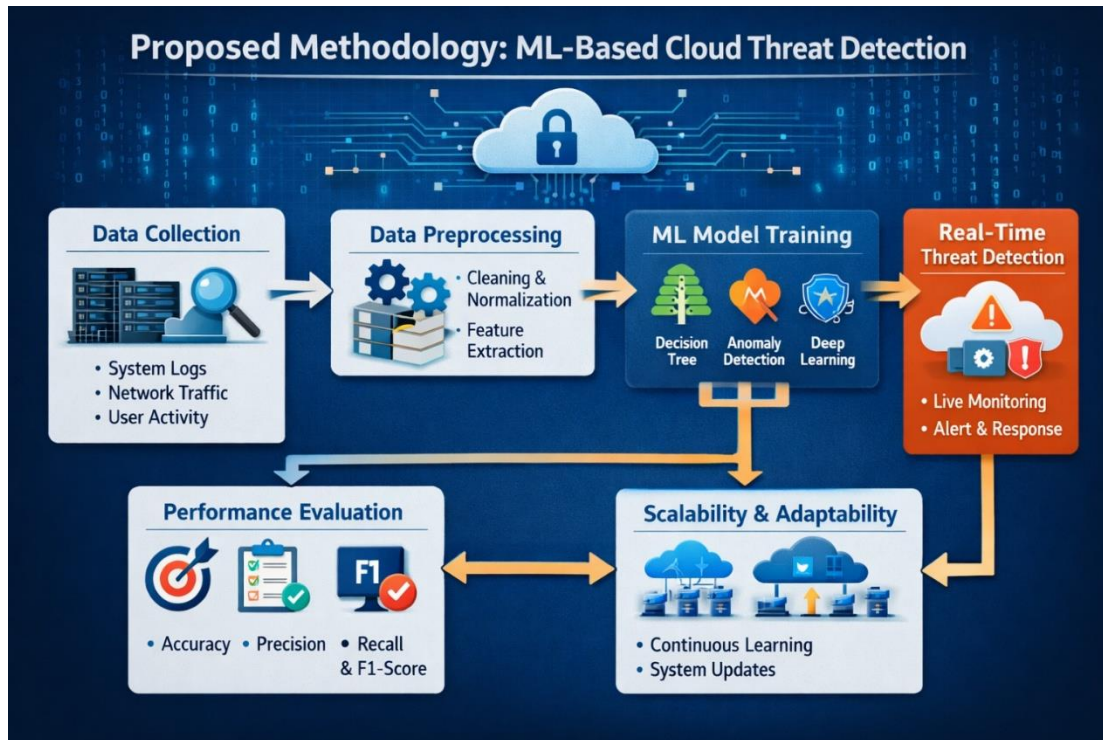 Proposed Methodology: ML-Based Cloud Threat Detection
Data Collection
• System Logs
• Network Traffic
• User Activity
Data Preprocessing
• Cleaning &
Normalization
• Feature
Extraction
ML Model Training
Decision
Tree
Anomaly
Detection
Deep
Learning
Real-Time
Threat Detection
• Live Monitoring
• Alert & Response
Performance Evaluation
F1
• Accuracy • Precision • Recall
& F1-Score
Scalability & Adaptability
• Continuous Learning
• System Updates